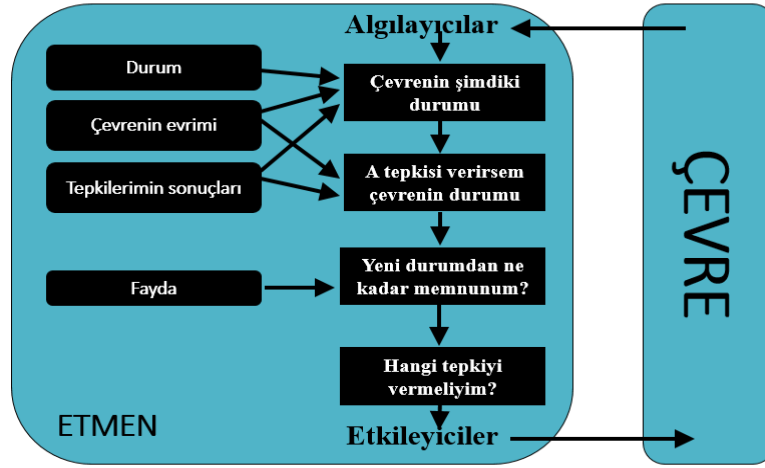 Algılayıcılar
Durum
Çevrenin evrimi
Tepkilerimin sonuçları
Fayda
Çevrenin şimdiki
durumu
A tepkisi verirsem
çevrenin durumu
Yeni durumdan ne
kadar memnunum?
Hangi tepkiyi
vermeliyim?
Etkileyiciler
ETMEN
ÇEVRE